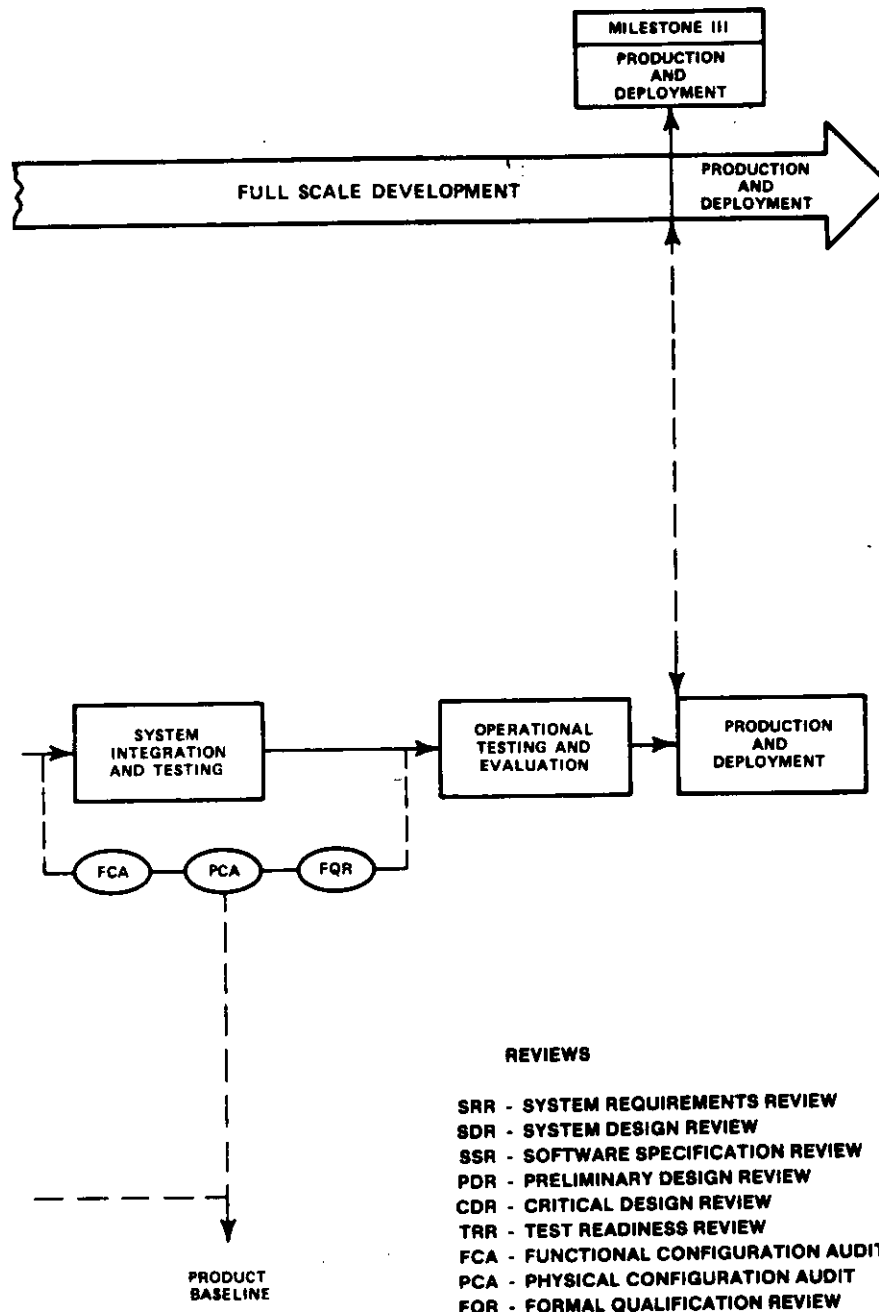 MILESTONE III
PRODUCTION
AND
DEPLOYMENT
FULL SCALE DEVELOPMENT
PRODUCTION
AND
DEPLOYMENT
SYSTEM
INTEGRATION
AND TESTING
OPERATIONAL
TESTING AND
EVALUATION
PRODUCTION
AND
DEPLOYMENT
FCA
PCA
FQR
REVIEWS
SRR - SYSTEM REQUIREMENTS REVIEW
SDR - SYSTEM DESIGN REVIEW
SSR - SOFTWARE SPECIFICATION REVIEW
PDR - PRELIMINARY DESIGN REVIEW
CDR - CRITICAL DESIGN REVIEW
TRR - TEST READINESS REVIEW
FCA - FUNCTIONAL CONFIGURATION AUDIT
PCA - PHYSICAL CONFIGURATION AUDIT
FQR - FORMAL QUALIFICATION REVIEW
PRODUCT
BASELINE